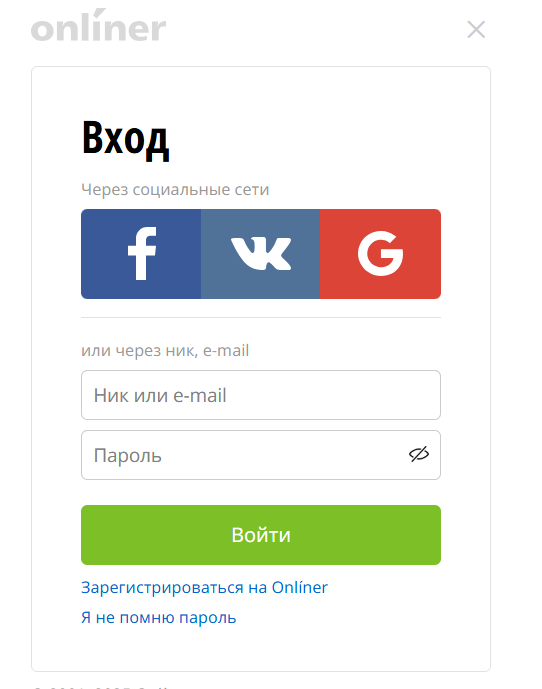 onlíner
Вход
Через социальные сети
или через ник, e-mail
Ник или e-mail
Пароль
Войти
Зарегистрироваться на Onlíner
Я не помню пароль